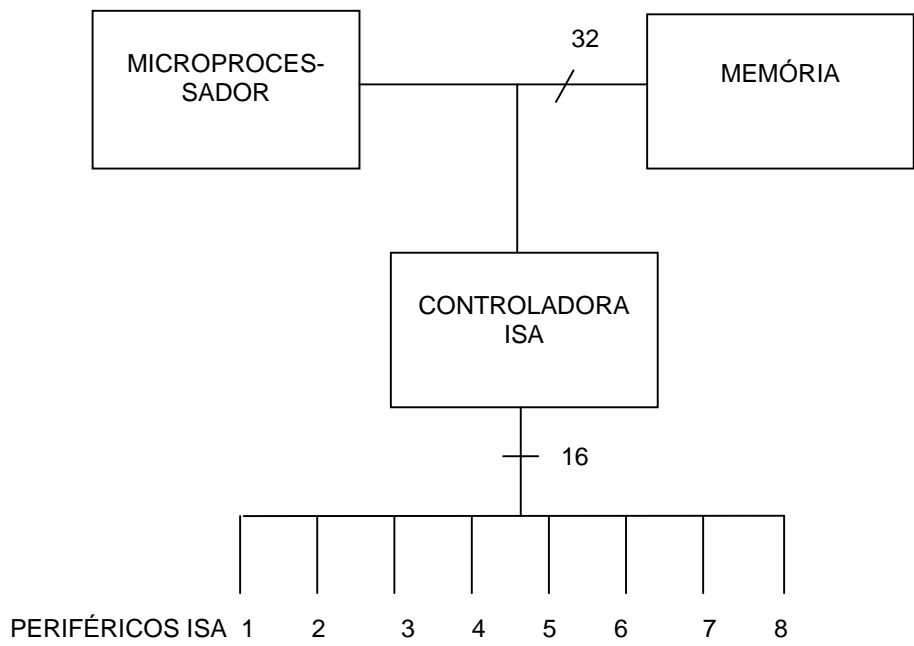 32
MICROPROCES-
SADOR
MEMÓRIA
CONTROLADORA
ISA
16
PERIFÉRICOS ISA 1 2 3 4 5 6 7 8